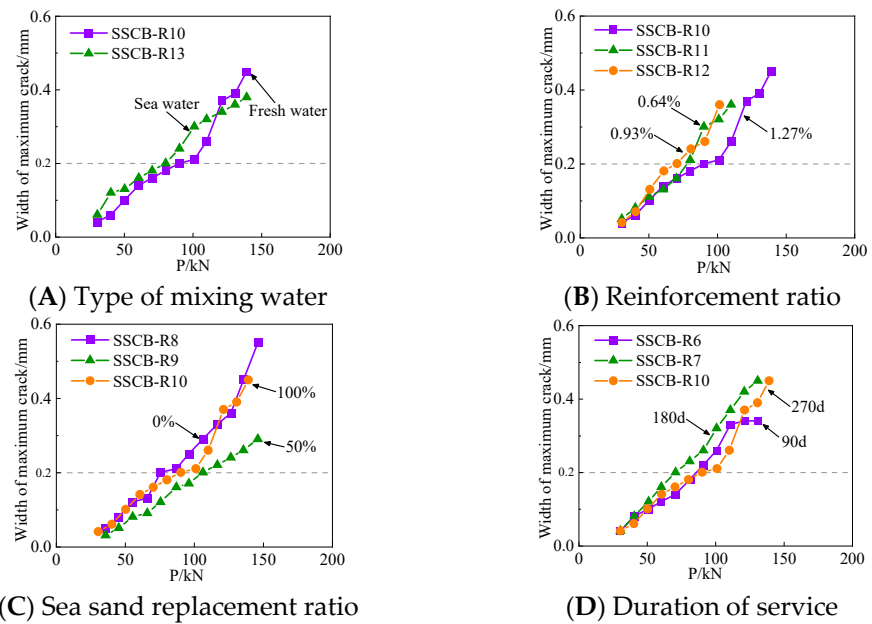 0.6
0.4
0.2
0.0
Width of maximum crack/mm
SSCB-R10
SSCB-R13
Sea water
Fresh water
0 50 100 150 200
P/kN
(A) Type of mixing water
0.6
0.4
0.2
0.0
Width of maximum crack/mm
SSCB-R10
SSCB-R11
SSCB-R12
0.64%
0.93%
1.27%
0 50 100 150 200
P/kN
(B) Reinforcement ratio
0.6
0.4
0.2
0.0
Width of maximum crack/mm
SSCB-R8
SSCB-R9
SSCB-R10
0%
100%
50%
0 50 100 150 200
P/kN
(C) Sea sand replacement ratio
0.6
0.4
0.2
0.0
Width of maximum crack/mm
SSCB-R6
SSCB-R7
SSCB-R10
180d
270d
90d
0 50 100 150 200
P/kN
(D) Duration of service